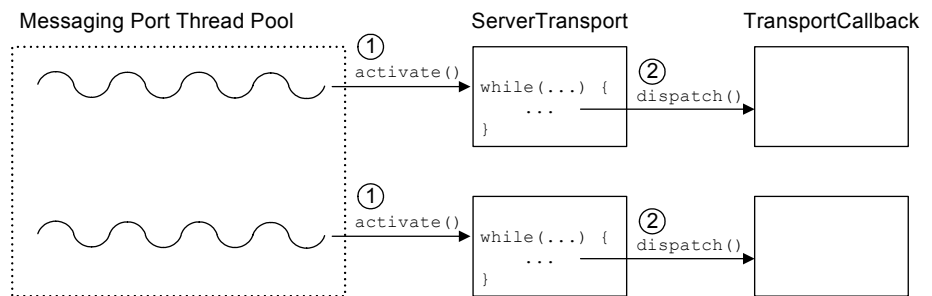 Messaging Port Thread Pool
ServerTransport
TransportCallback
1
activate()
while(...) {
...
}
2
dispatch()
1
activate()
while(...) {
...
}
2
dispatch()